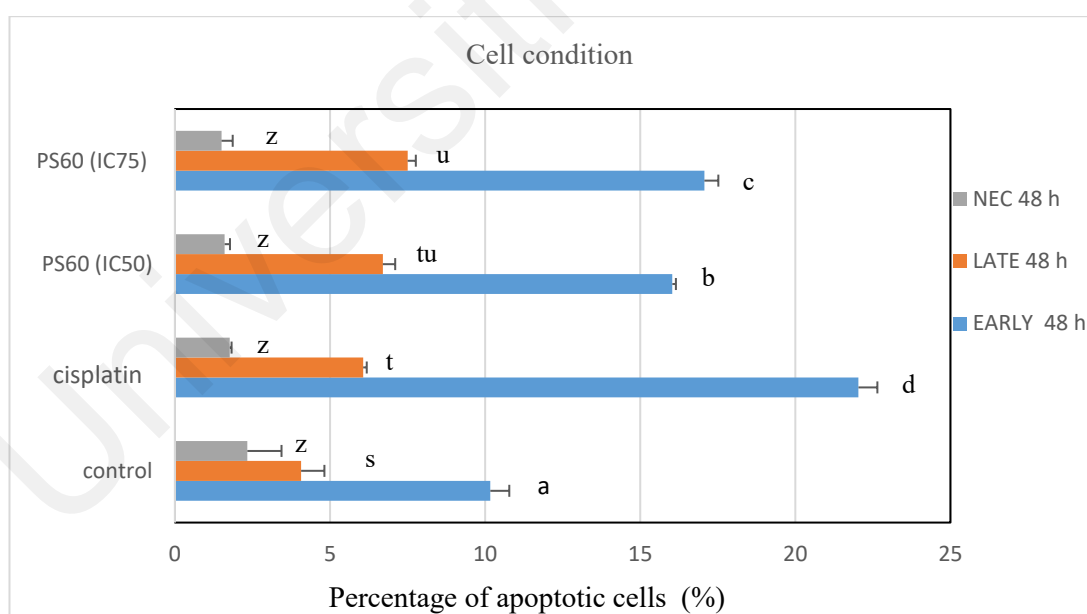 Cell condition
PS60 (IC75)
z
u
c
PS60 (IC50)
z
tu
b
cisplatin
z
t
d
control
z
s
a
NEC 48 h
LATE 48 h
EARLY 48 h
0 5 10 15 20 25
Percentage of apoptotic cells (%)